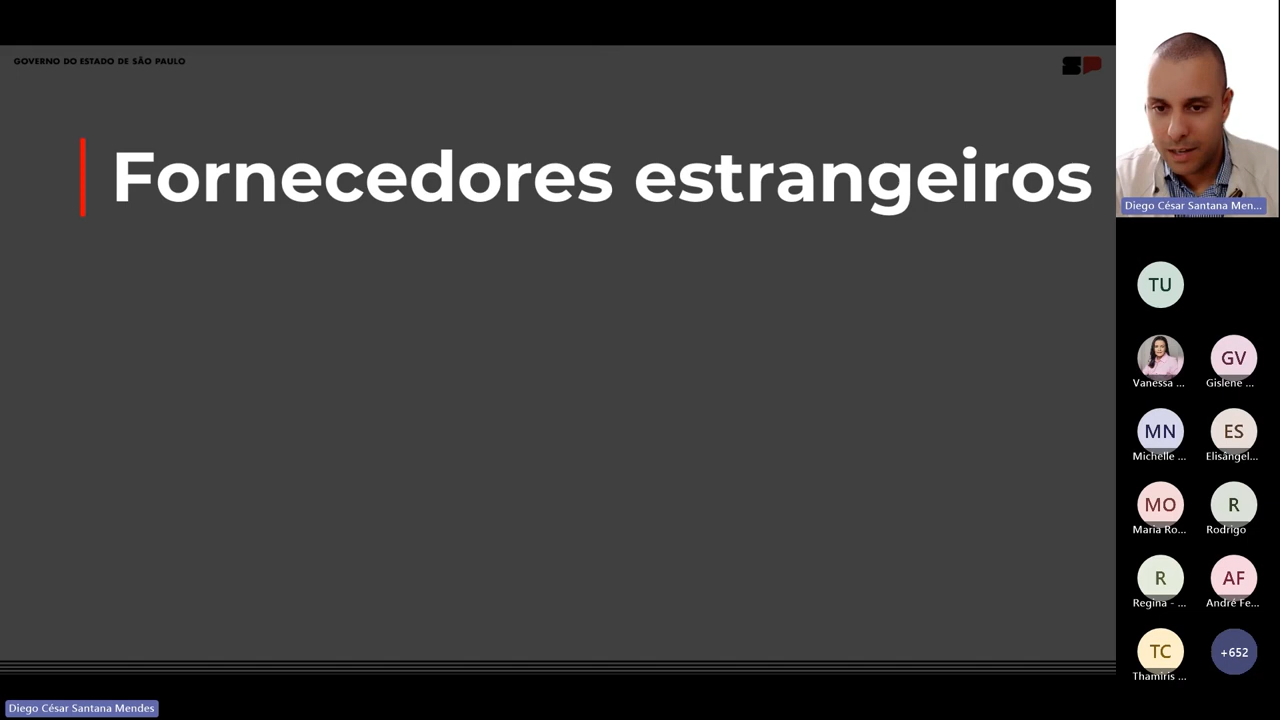 GOVERNO DO ESTADO DE SÃO PAULO
SP
Fornecedores estrangeiros
Diego César Santana Men...
TU
Vanessa ...
GV
Gislene ...
MN
Michelle ...
ES
Elisângel...
MO
Maria Ro...
R
Rodrigo
R
Regina - ...
AF
André Fe...
TC
Thamiris ...
+652
Diego César Santana Mendes